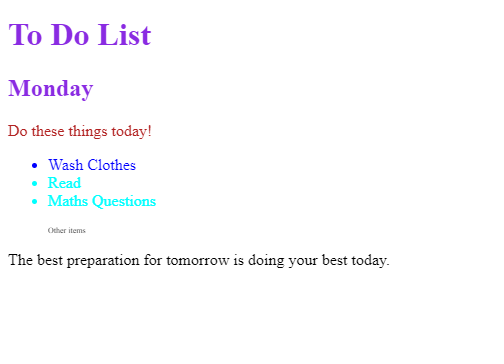 To Do List
Monday
Do these things today!
Wash Clothes
Read
Maths Questions
Other items
The best preparation for tomorrow is doing your best today.